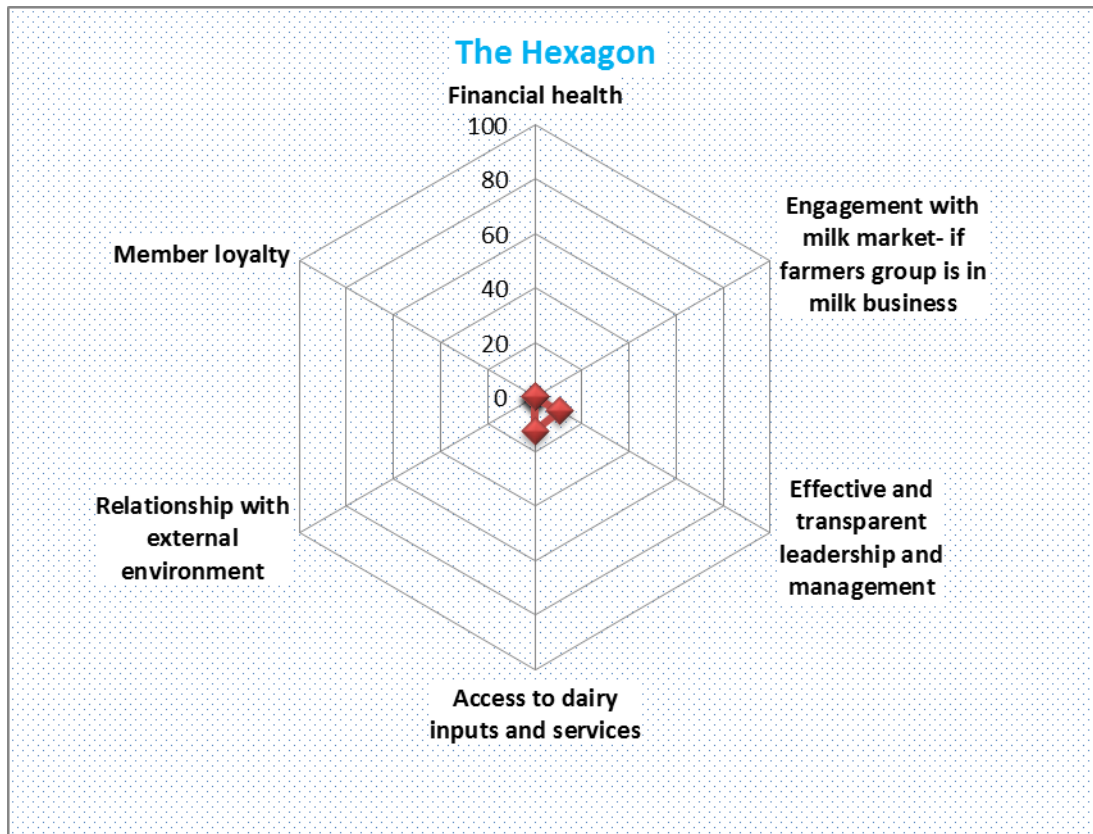 The Hexagon
Financial health
100
80
60
40
20
0
Engagement with
milk market- if
farmers group is in
milk business
Effective and
transparent
leadership and
management
Access to dairy
inputs and services
Relationship with
external
environment
Member loyalty